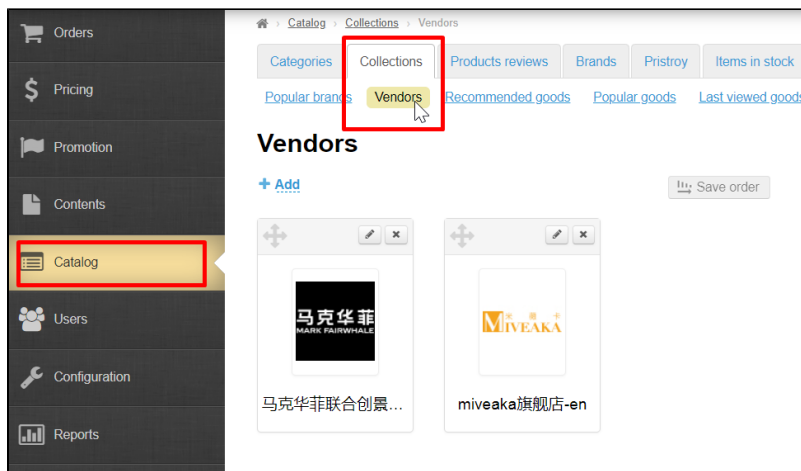 Orders
Pricing
Promotion
Contents
Catalog
Users
Configuration
Reports
Catalog Collections Vendors
Categories Collections Products reviews Brands Pristroy Items in stock
Popular brands Vendors Recommended goods Popular goods Last viewed goods
Vendors
+ Add Save order
马克华菲
MARK FAIRWHALE
MIVEAKA
马克华菲联合创景... miveaka旗舰店-en